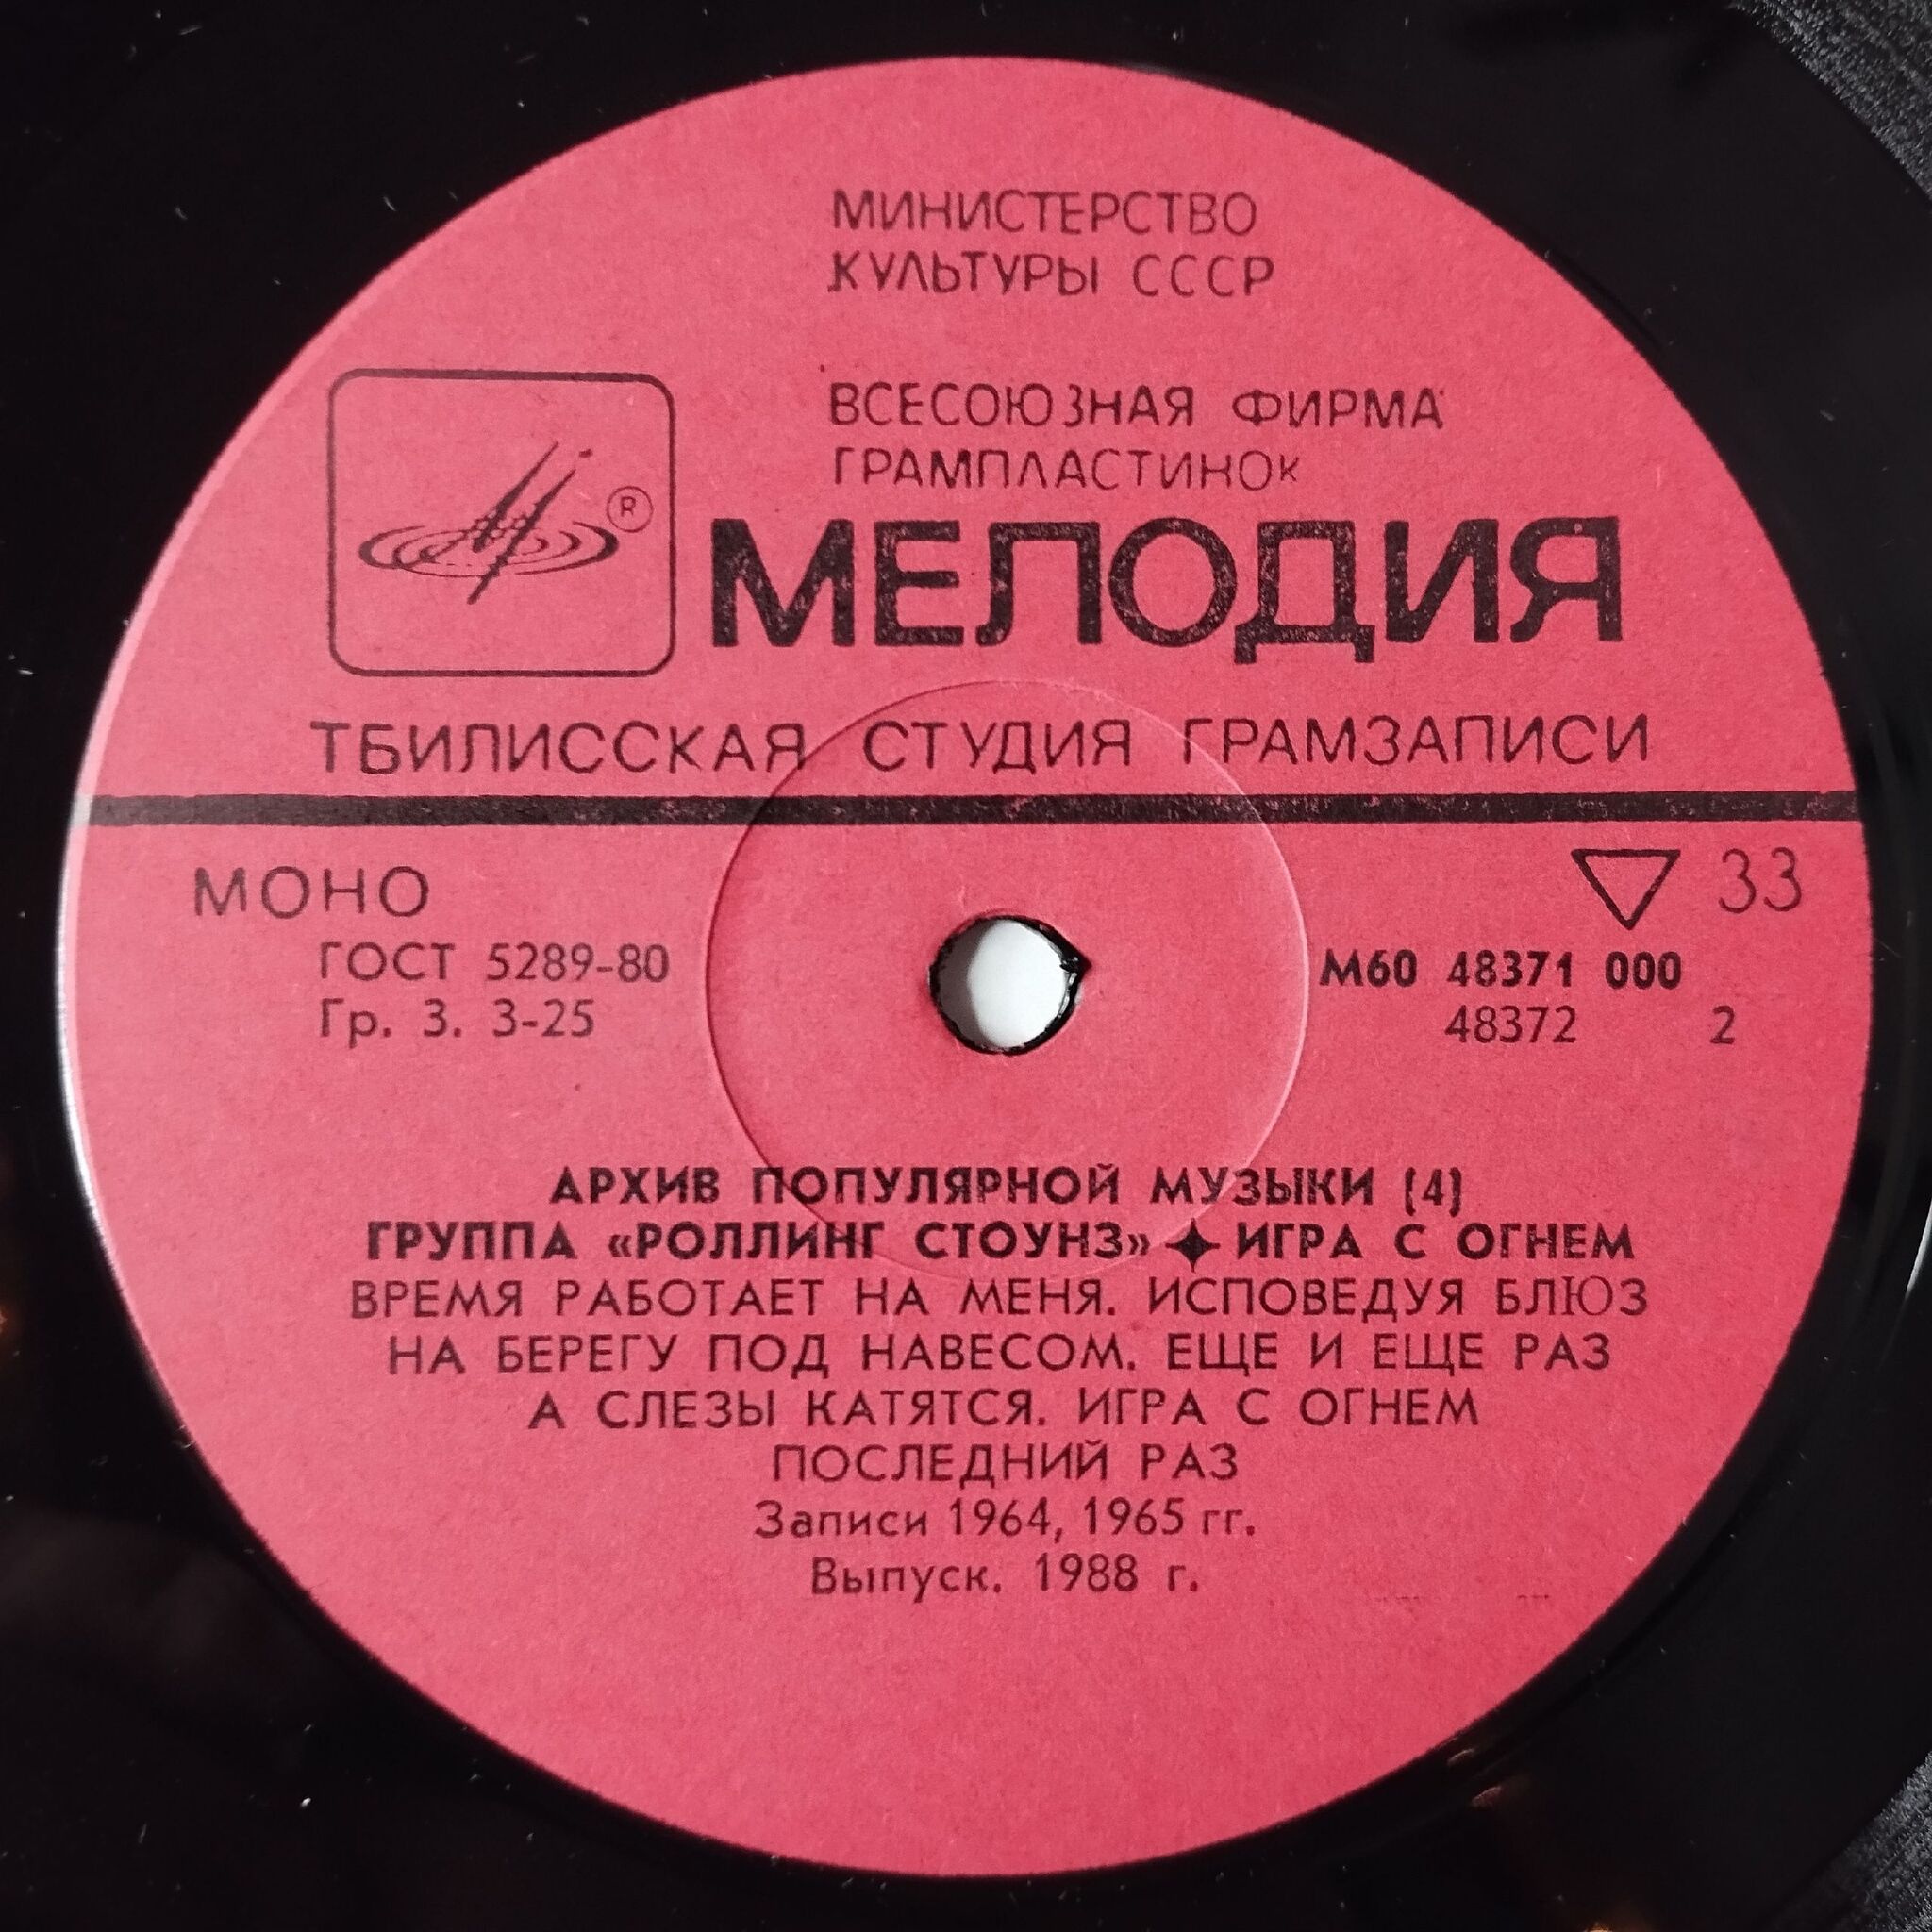 МИНИСТЕРСТВО
КУЛЬТУРЫ СССР
ВСЕСОЮЗНАЯ ФИРМА
ГРАМПЛАСТИНОК
®
МЕЛОДИЯ
ТБИЛИССКАЯ СТУДИЯ ГРАМЗАПИСИ
МОНО
33
ГОСТ 5289-80
М60 48371 000
Гр. 3. 3-25
48372 2
АРХИВ ПОПУЛЯРНОЙ МУЗЫКИ (4)
ГРУППА «РОЛЛИНГ СТОУНЗ» ✦ ИГРА С ОГНЕМ
ВРЕМЯ РАБОТАЕТ НА МЕНЯ. ИСПОВЕДУЯ БЛЮЗ
НА БЕРЕГУ ПОД НАВЕСОМ. ЕЩЕ И ЕЩЕ РАЗ
А СЛЕЗЫ КАТЯТСЯ. ИГРА С ОГНЕМ
ПОСЛЕДНИЙ РАЗ
Записи 1964, 1965 гг.
Выпуск. 1988 г.